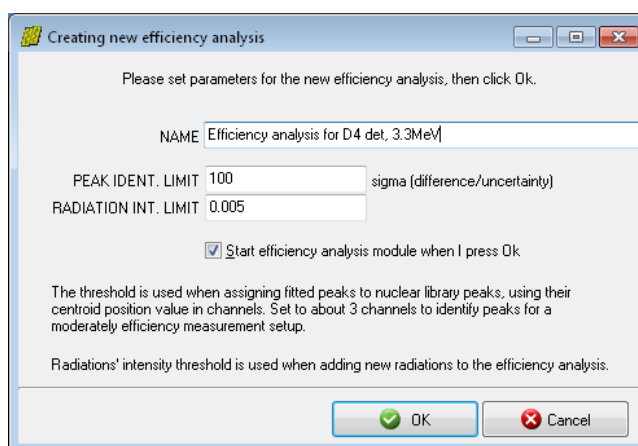 Creating new efficiency analysis
Please set parameters for the new efficiency analysis, then click Ok.
NAME Efficiency analysis for D4 det, 3.3MeV
PEAK IDENT. LIMIT 100 sigma (difference/uncertainty)
RADIATION INT. LIMIT 0.005
Start efficiency analysis module when I press Ok
The threshold is used when assigning fitted peaks to nuclear library peaks, using their
centroid position value in channels. Set to about 3 channels to identify peaks for a
moderately efficiency measurement setup.
Radiations' intensity threshold is used when adding new radiations to the efficiency analysis.
OK Cancel